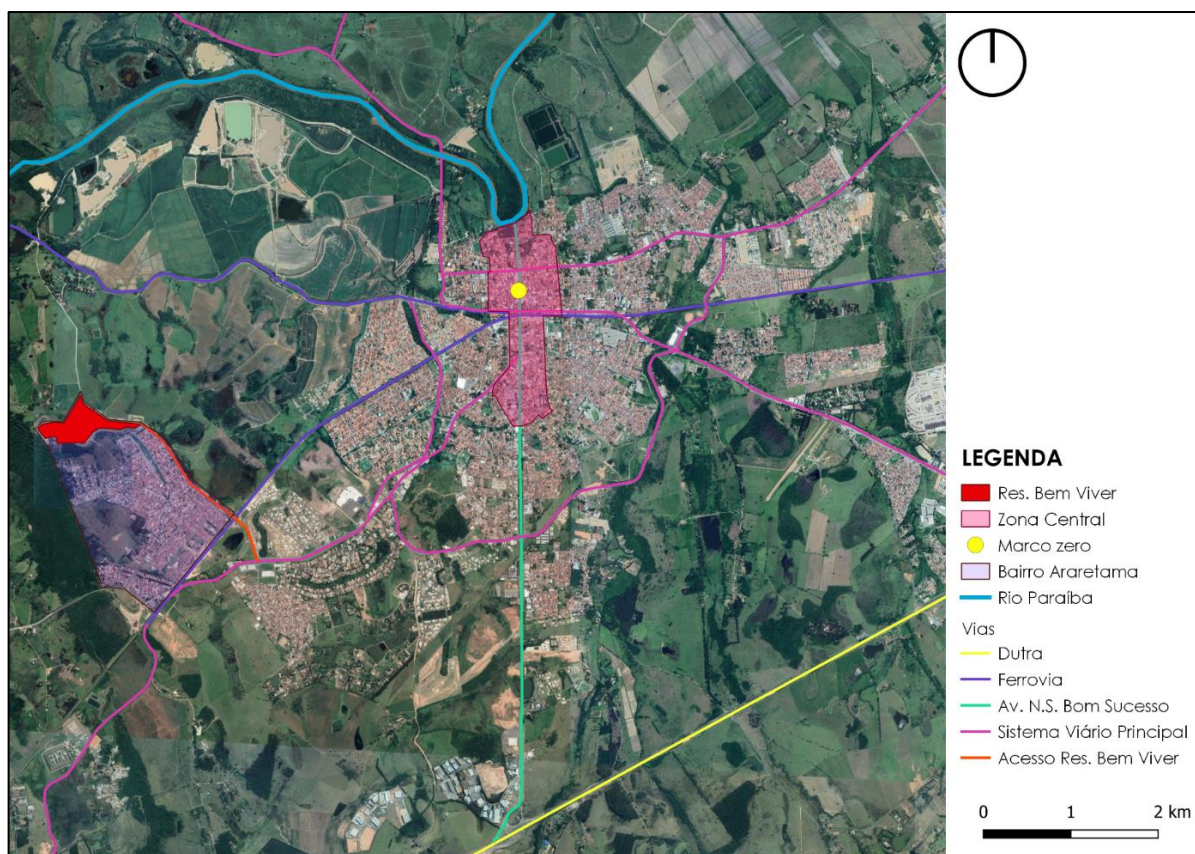 LEGENDA
Res. Bem Viver
Zona Central
Marco zero
Bairro Araretama
Rio Paraíba
Vias
Dutra
Ferrovia
Av. N.S. Bom Sucesso
Sistema Viário Principal
Acesso Res. Bem Viver
0 1 2 km